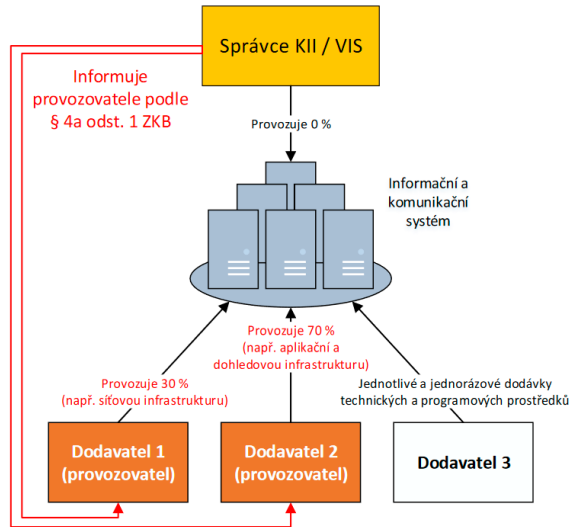 Správce KII / VIS
Informuje
provozovatele podle
§ 4a odst. 1 ZKB
Provozuje 0 %
Informační a
komunikační
systém
Provozuje 70 %
(např. aplikační a
dohledovou infrastrukturu)
Provozuje 30 %
(např. síťovou infrastrukturu)
Jednotlivé a jednorázové dodávky
technických a programových prostředků
Dodavatel 1
(provozovatel)
Dodavatel 2
(provozovatel)
Dodavatel 3